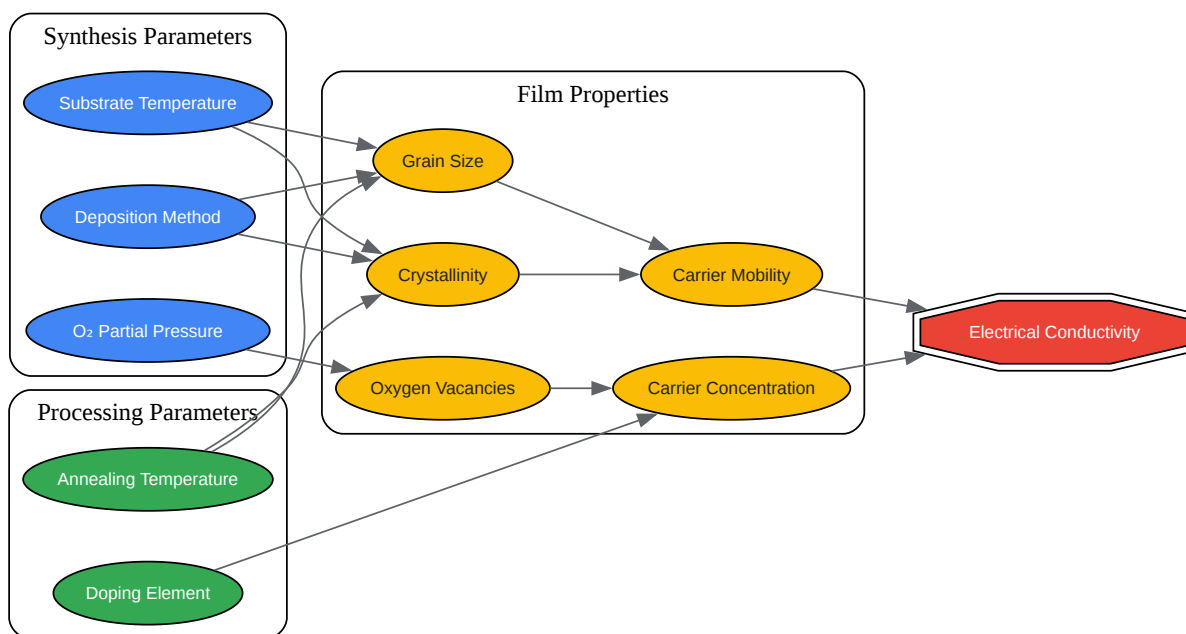 Synthesis Parameters
Substrate Temperature
Deposition Method
O₂ Partial Pressure
Processing Parameters
Annealing Temperature
Doping Element
Film Properties
Grain Size
Crystallinity
Oxygen Vacancies
Carrier Mobility
Carrier Concentration
Electrical Conductivity